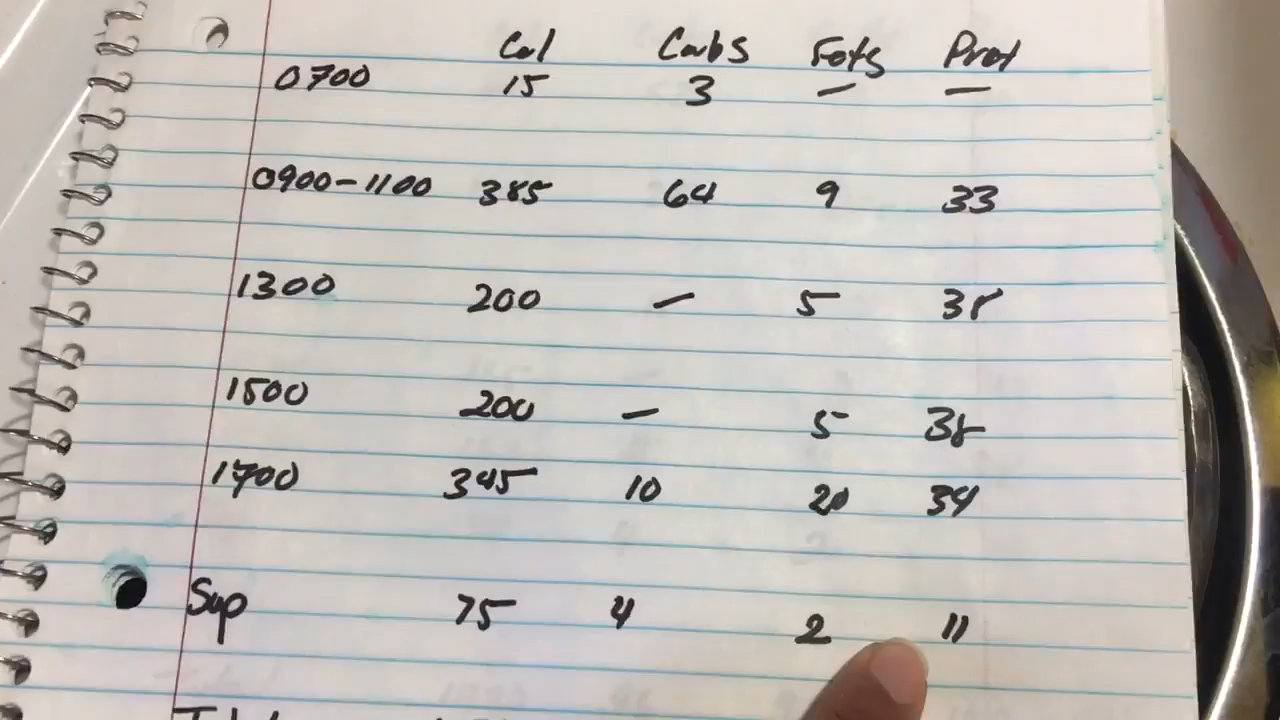 Cal Carbs Fats Prot
0700 15 3 — —
0900-1100 385 64 9 33
1300 200 — 5 38
1500 200 — 5 38
1700 345 10 20 34
Sup 75 4 2 11